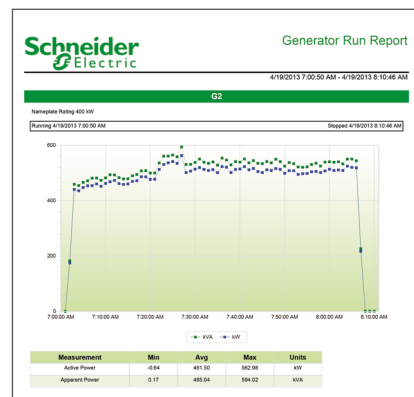 Schneider
Electric
Generator Run Report
4/19/2013 7:00:50 AM - 4/19/2013 8:10:46 AM
G2
Nameplate Rating 400 kW
Running 4/19/2013 7:00:50 AM Stopped 4/19/2013 8:10:46 AM
600
400
200
0
7:00:00 AM 7:10:00 AM 7:20:00 AM 7:30:00 AM 7:40:00 AM 7:50:00 AM 8:00:00 AM 8:10:00 AM
kVA kW
Measurement Min Avg Max Units
Active Power -0.64 461.50 562.98 kW
Apparent Power 0.17 485.04 594.02 kVA